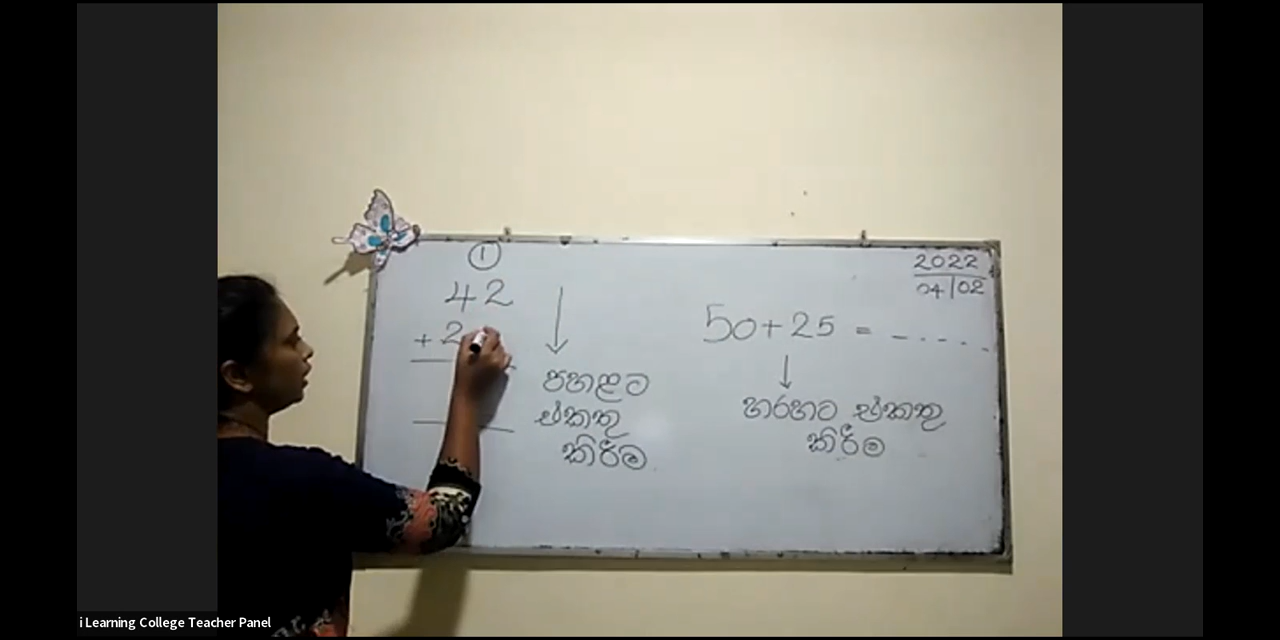 ①
42
+ 2
පහළට
එකතු
කිරීම
50+25 = _ - - - - .
හරහට එකතු
කිරීම
2022
04/02
i Learning College Teacher Panel